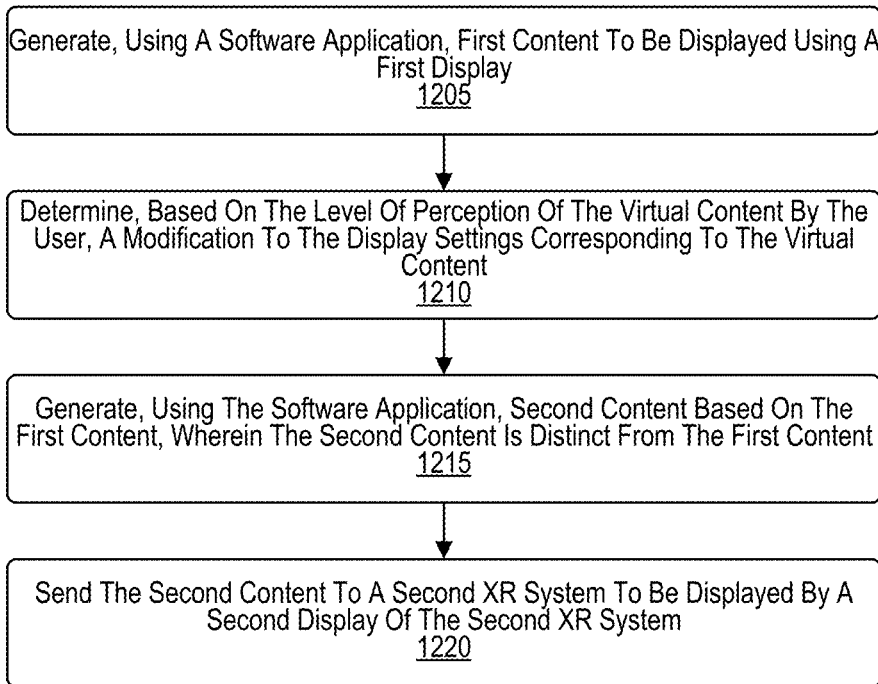 Generate, Using A Software Application, First Content To Be Displayed Using A
First Display
1205
Determine, Based On The Level Of Perception Of The Virtual Content By The
User, A Modification To The Display Settings Corresponding To The Virtual
Content
1210
Generate, Using The Software Application, Second Content Based On The
First Content, Wherein The Second Content Is Distinct From The First Content
1215
Send The Second Content To A Second XR System To Be Displayed By A
Second Display Of The Second XR System
1220